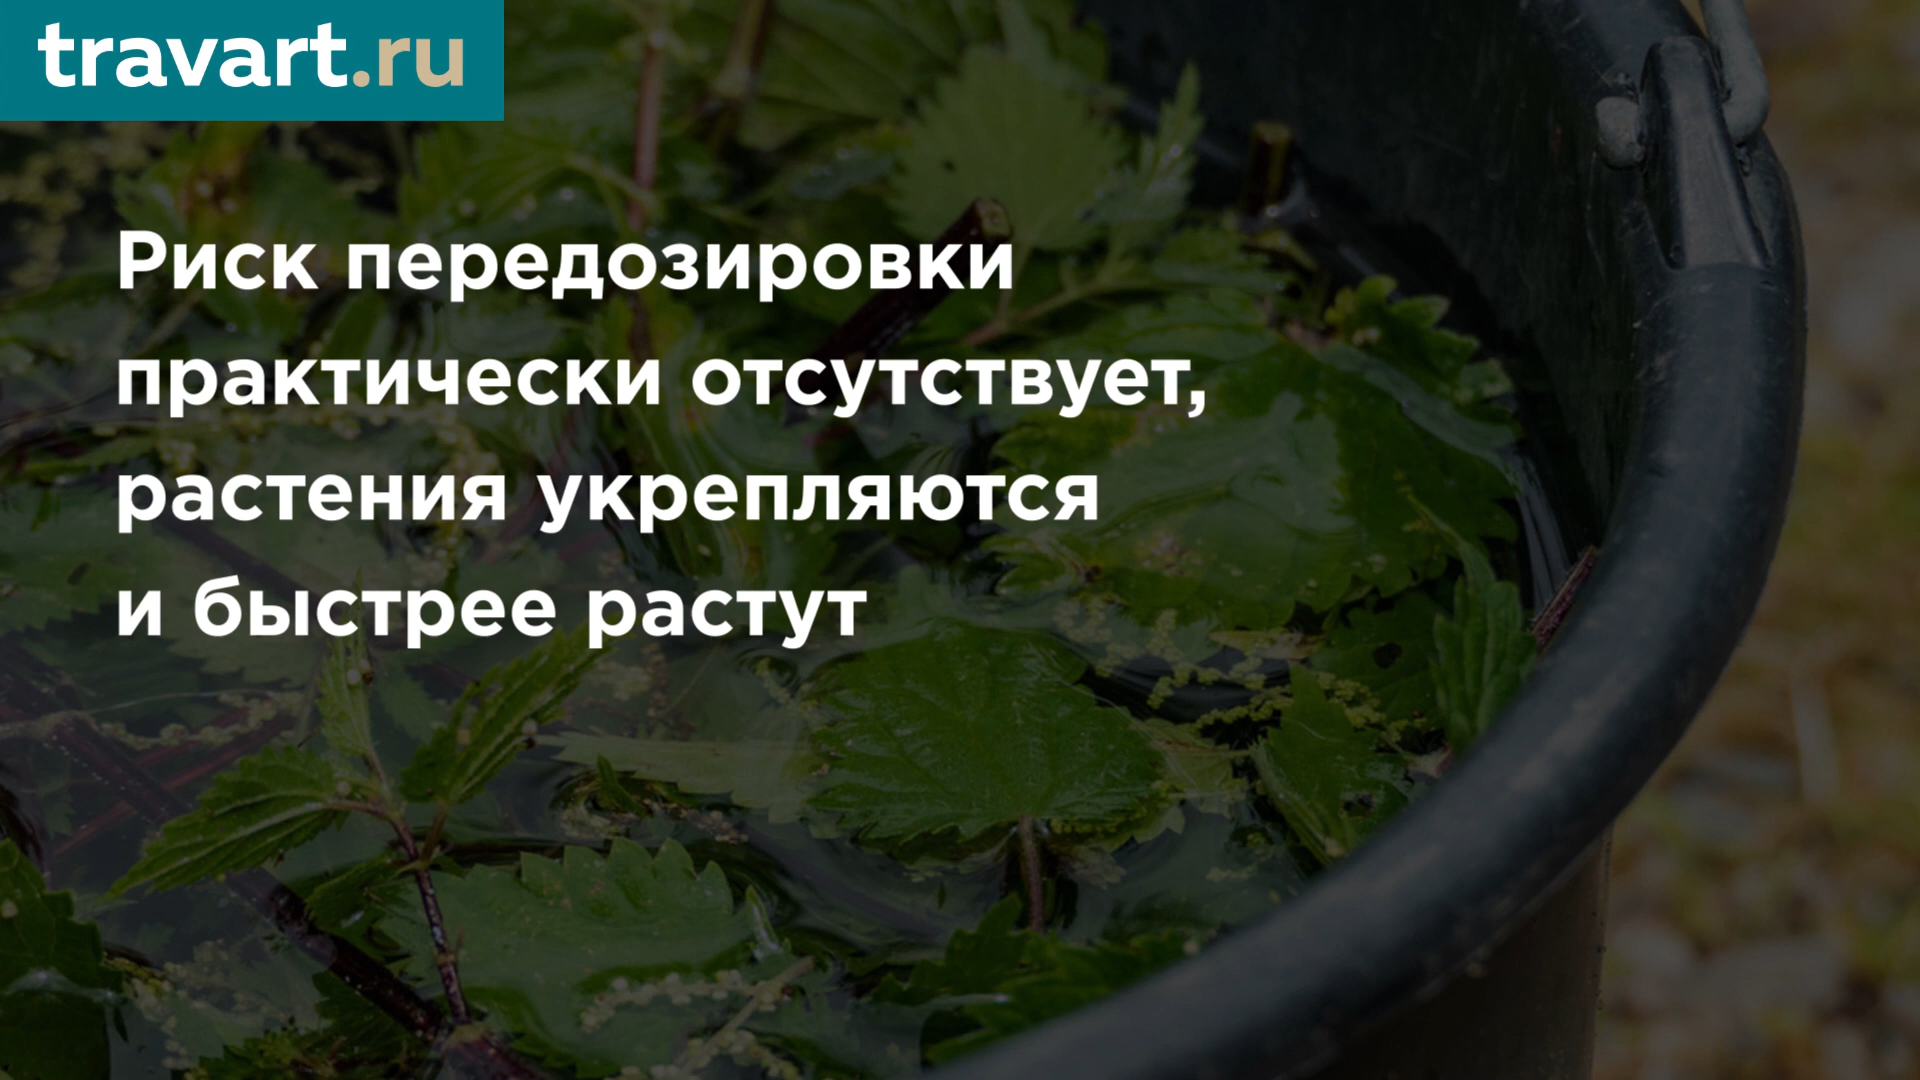 travart.ru
Риск передозировки
практически отсутствует,
растения укрепляются
и быстрее растут